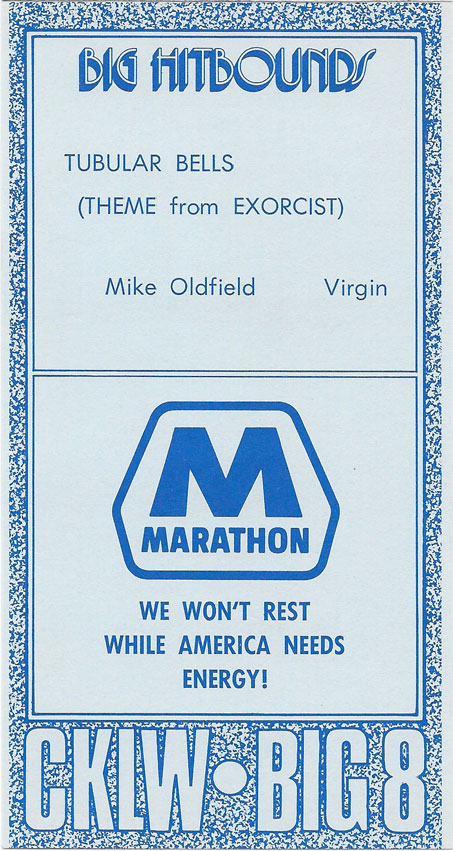 BIG HITBOUNDS
TUBULAR BELLS
(THEME from EXORCIST)
Mike Oldfield Virgin
M
MARATHON
WE WON'T REST
WHILE AMERICA NEEDS
ENERGY!
CKLW•BIG 8